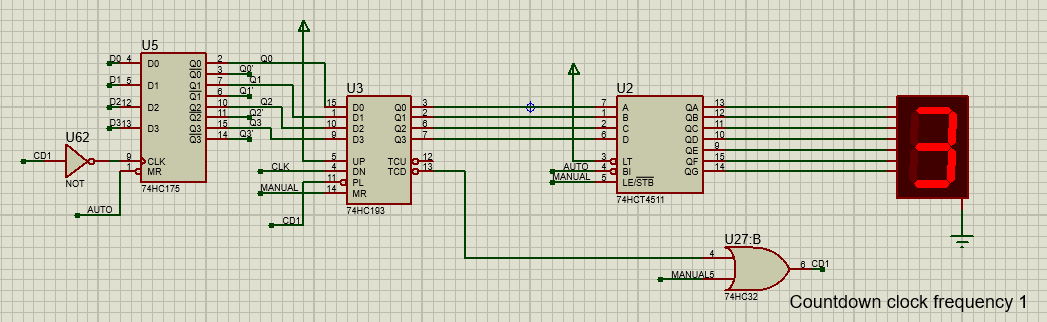 U5
D0 4 D0 Q0 2 Q0
Q0 3 Q0'
D1 5 D1 Q1 7 Q1
Q1 6 Q1'
D2 12 D2 Q2 10 Q2
Q2 11 Q2'
D3 13 D3 Q3 15 Q3
Q3 14 Q3'
9 CLK
1 MR
74HC175
U62
CD1
NOT
AUTO
U3
15 D0 Q0 3
1 D1 Q1 2
10 D2 Q2 6
9 D3 Q3 7
5 UP TCU 12
CLK 4 DN TCD 13
11 PL
MANUAL 14 MR
74HC193
CD1
U2
7 A QA 13
1 B QB 12
2 C QC 11
6 D QD 10
QE 9
3 LT QF 15
AUTO 4 BI QG 14
MANUAL 5 LE/STB
74HCT4511
3
U27:B
4
6 CD1
MANUAL 5
74HC32
Countdown clock frequency 1